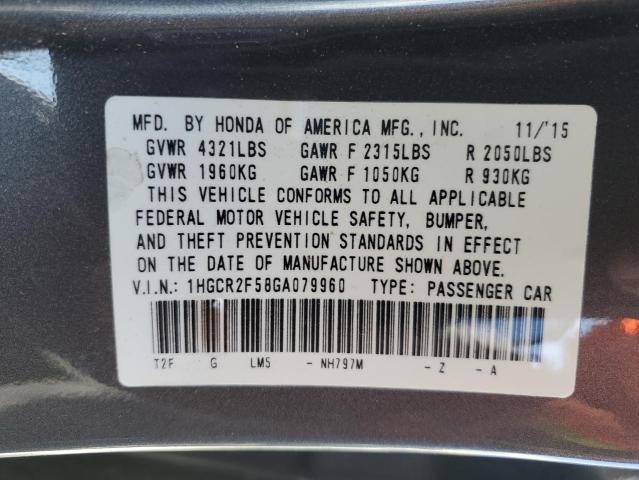 MFD. BY HONDA OF AMERICA MFG., INC. 11/'15
GVWR 4321LBS GAWR F 2315LBS R 2050LBS
GVWR 1960KG GAWR F 1050KG R 930KG
THIS VEHICLE CONFORMS TO ALL APPLICABLE
FEDERAL MOTOR VEHICLE SAFETY, BUMPER,
AND THEFT PREVENTION STANDARDS IN EFFECT
ON THE DATE OF MANUFACTURE SHOWN ABOVE.
V.I.N.: 1HGCR2F58GA079960 TYPE: PASSENGER CAR
T2F G LM5 - NH797M - Z - A